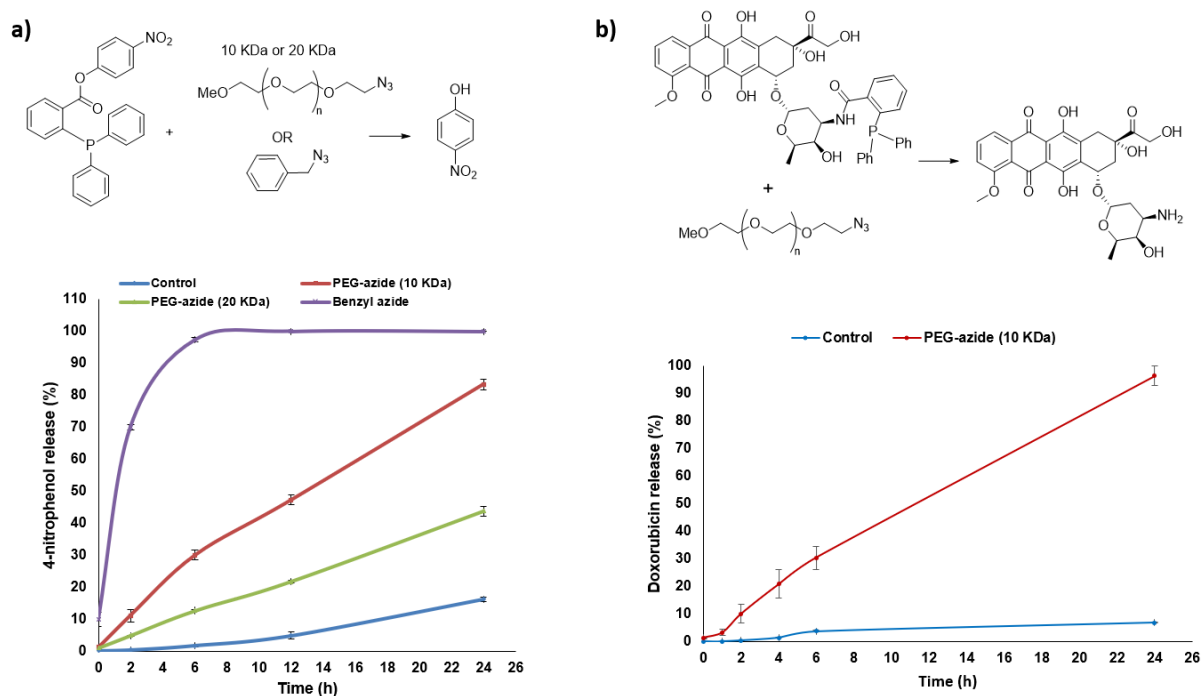 a)
NO₂
O
O
P
+
10 KDa or 20 KDa
MeO
O
n
O
N₃
OR
N₃
OH
NO₂
Control
PEG-azide (10 KDa)
PEG-azide (20 KDa)
Benzyl azide
4-nitrophenol release (%)
110
100
90
80
70
60
50
40
30
20
10
0
0 2 4 6 8 10 12 14 16 18 20 22 24 26
Time (h)
b)
O OH O
OH
OH
O O OH O
O
O
NH
P
Ph Ph
OH
+
MeO
O
n
O
N₃
O OH O
OH
OH
O O OH O
O
NH₂
OH
Control
PEG-azide (10 KDa)
Doxorubicin release (%)
100
90
80
70
60
50
40
30
20
10
0
0 2 4 6 8 10 12 14 16 18 20 22 24 26
Time (h)